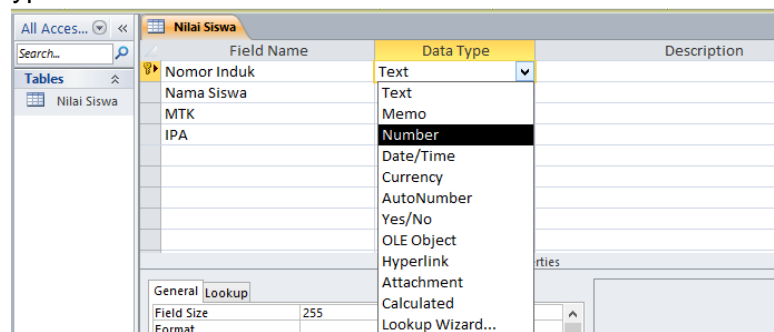 All Acces...
«
Nilai Siswa
Search...
Tables
Nilai Siswa
Field Name Data Type Description
Nomor Induk Text
Nama Siswa
MTK
IPA
Text
Memo
Number
Date/Time
Currency
AutoNumber
Yes/No
OLE Object
Hyperlink
Attachment
Calculated
Lookup Wizard...
rties
General Lookup
Field Size 255
Format